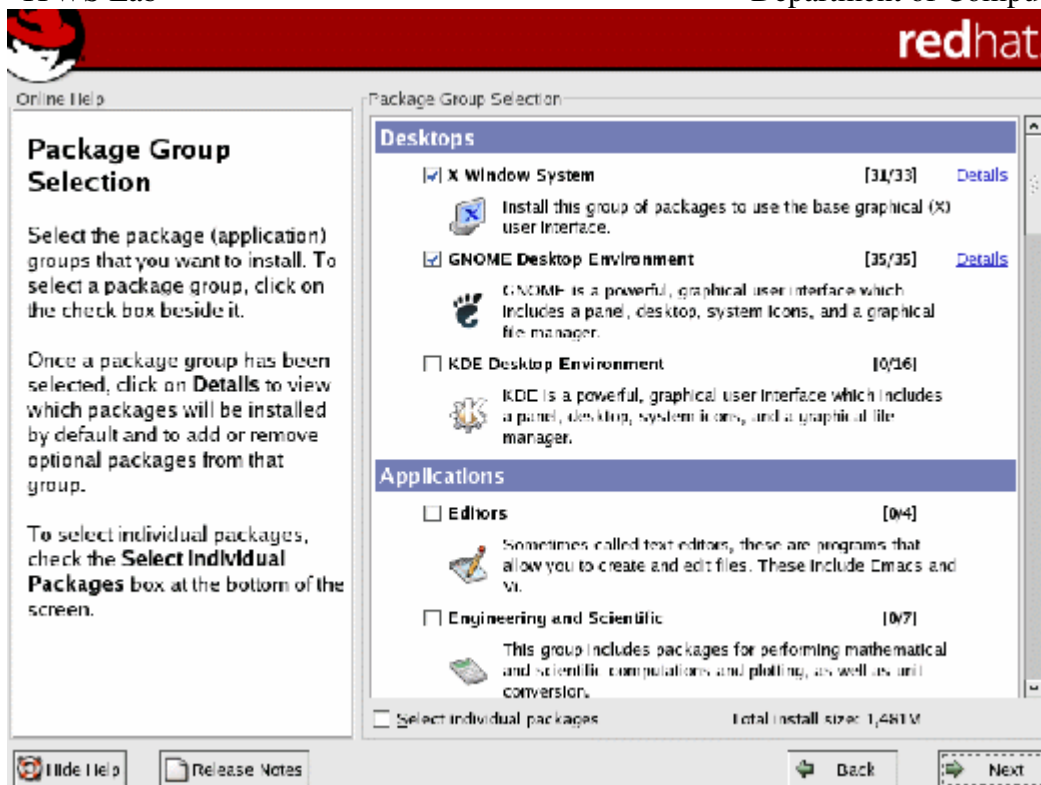 Lab
Department of Compu
redhat.
Online Help
Package Group
Selection
Select the package (application)
groups that you want to install. To
select a package group, click on
the check box beside it.
Once a package group has been
selected, click on Details to view
which packages will be installed
by default and to add or remove
optional packages from that
group.
To select individual packages,
check the Select Individual
Packages box at the bottom of the
screen.
Package Group Selection
Desktops
X Window System [31/33] Details
Install this group of packages to use the base graphical (X)
user interface.
GNOME Desktop Environment [35/35] Details
GNOME is a powerful, graphical user interface which
includes a panel, desktop, system icons, and a graphical
file manager.
KDE Desktop Environment [0/16]
KDE is a powerful, graphical user interface which includes
a panel, desktop, system icons, and a graphical file
manager.
Applications
Editors [0/4]
Sometimes called text editors, these are programs that
allow you to create and edit files. These include Emacs and
Vi.
Engineering and Scientific [0/7]
This group includes packages for performing mathematical
and scientific computations and plotting, as well as unit
conversion.
Select individual packages Total install size: 1,481M
Hide Help Release Notes Back Next